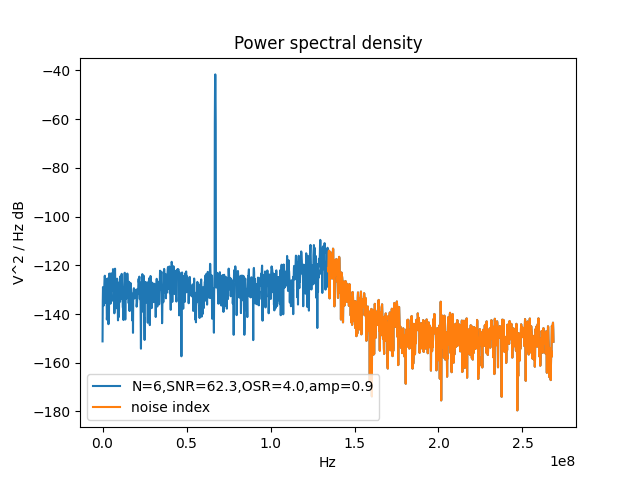 Power spectral density
V^2 / Hz dB
−40
−60
−80
−100
−120
−140
−160
−180
N=6,SNR=62.3,OSR=4.0,amp=0.9
noise index
0.0 0.5 1.0 1.5 2.0 2.5
1e8
Hz